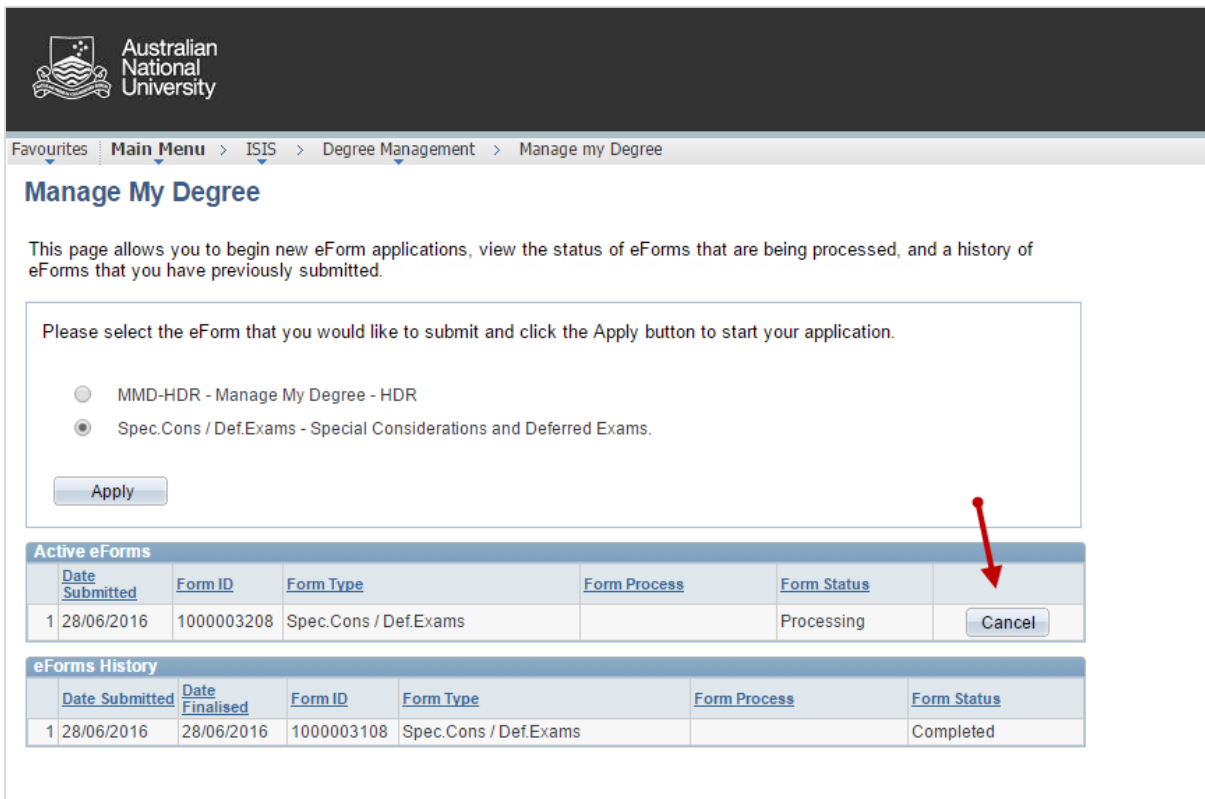 Australian
National
University
Favourites Main Menu > ISIS > Degree Management > Manage my Degree
Manage My Degree
This page allows you to begin new eForm applications, view the status of eForms that are being processed, and a history of
eForms that you have previously submitted.
Please select the eForm that you would like to submit and click the Apply button to start your application.
MMD-HDR - Manage My Degree - HDR
Spec.Cons / Def.Exams - Special Considerations and Deferred Exams.
Apply
Active eForms
Date Submitted Form ID Form Type Form Process Form Status
1 28/06/2016 1000003208 Spec.Cons / Def.Exams Processing Cancel
eForms History
Date Submitted Date Finalised Form ID Form Type Form Process Form Status
1 28/06/2016 28/06/2016 1000003108 Spec.Cons / Def.Exams Completed